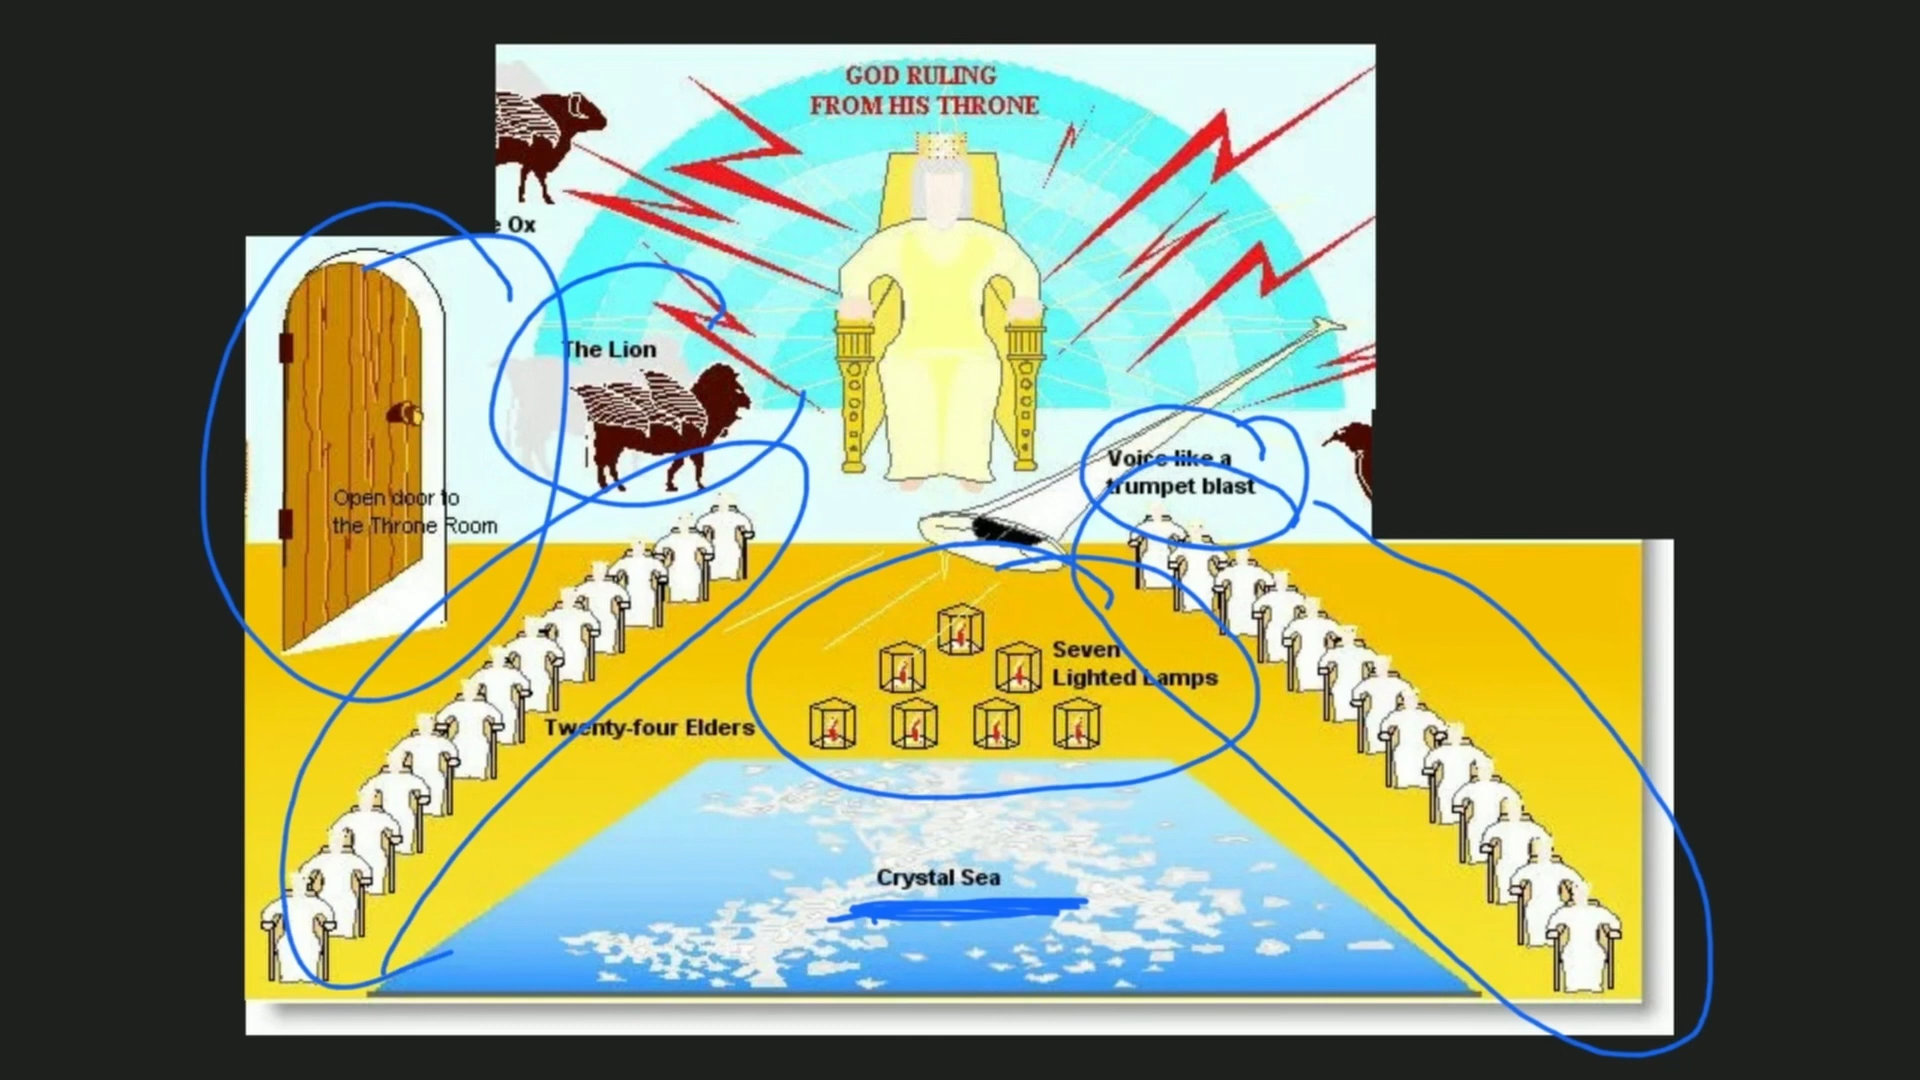 GOD RULING
FROM HIS THRONE
e Ox
The Lion
Voice like a
trumpet blast
Open door to
the Throne Room
Seven
Lighted Lamps
Twenty-four Elders
Crystal Sea